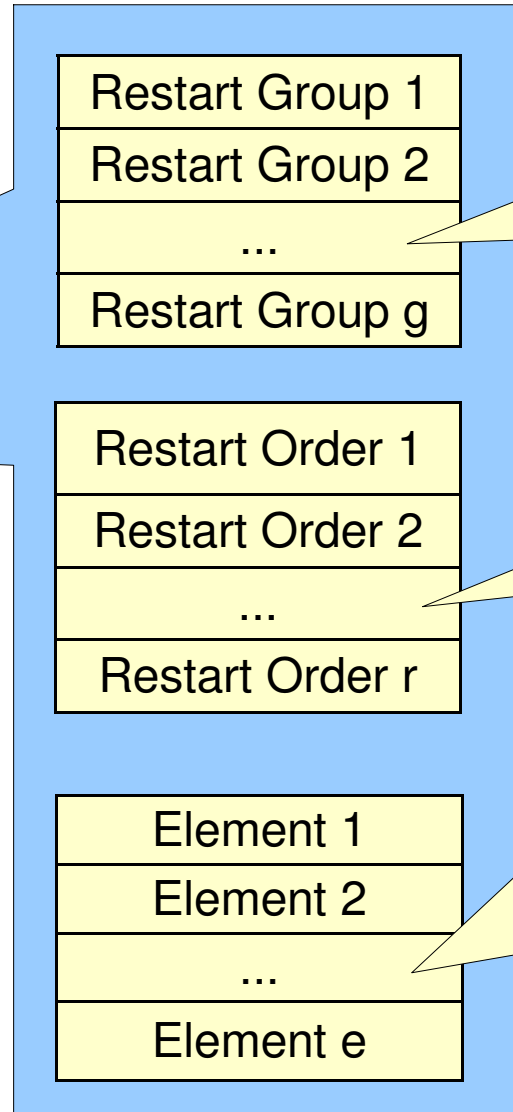 Restart Group 1
Restart Group 2
...
Restart Group g
Restart Order 1
Restart Order 2
...
Restart Order r
Element 1
Element 2
...
Element e